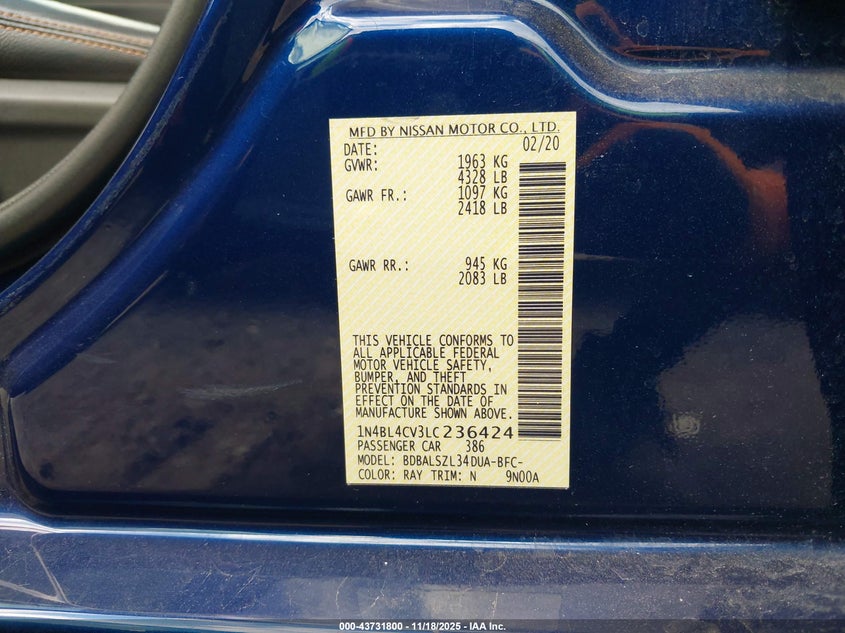 MFD BY NISSAN MOTOR CO., LTD.
DATE: 02/20
GVWR: 1963 KG
4328 LB
GAWR FR.: 1097 KG
2418 LB
GAWR RR.: 945 KG
2083 LB
THIS VEHICLE CONFORMS TO
ALL APPLICABLE FEDERAL
MOTOR VEHICLE SAFETY,
BUMPER, AND THEFT
PREVENTION STANDARDS IN
EFFECT ON THE DATE OF
MANUFACTURE SHOWN ABOVE.
1N4BL4CV3LC236424
PASSENGER CAR 386
MODEL: BDBALSZL34DUA-BFC-
COLOR: RAY TRIM: N 9N00A
000-43731800 - 11/18/2025 - IAA Inc.